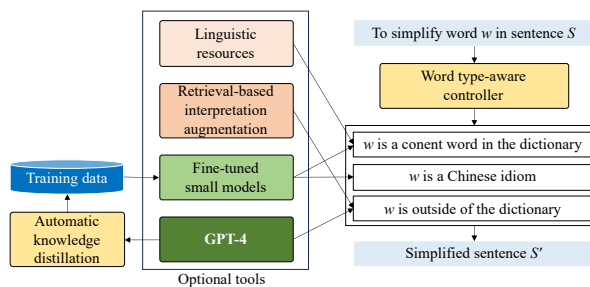 Linguistic
resources
Retrieval-based
interpretation
augmentation
Fine-tuned
small models
GPT-4
Optional tools
Training data
Automatic
knowledge
distillation
To simplify word w in sentence S
Word type-aware
controller
w is a conent word in the dictionary
w is a Chinese idiom
w is outside of the dictionary
Simplified sentence S'